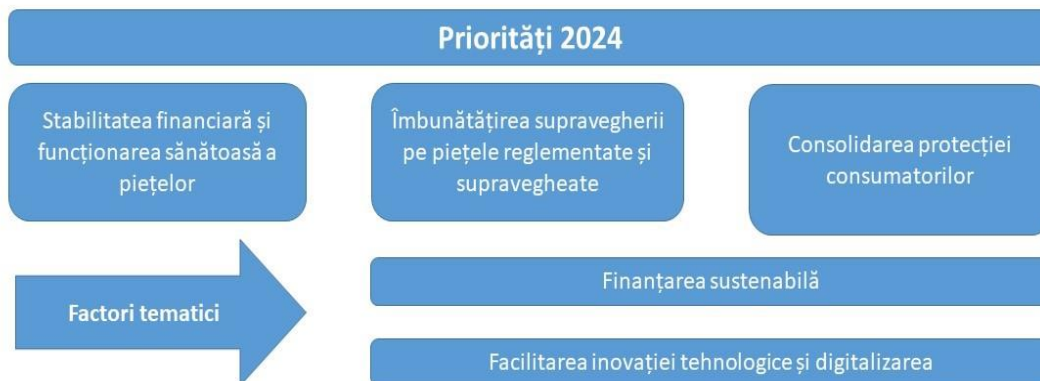 Priorități 2024
Stabilitatea financiară și
funcționarea sănătoasă a
piețelor
Îmbunătățirea supravegherii
pe piețele reglementate și
supravegheate
Consolidarea protecției
consumatorilor
Factori tematici
Finanțarea sustenabilă
Facilitarea inovației tehnologice și digitalizarea